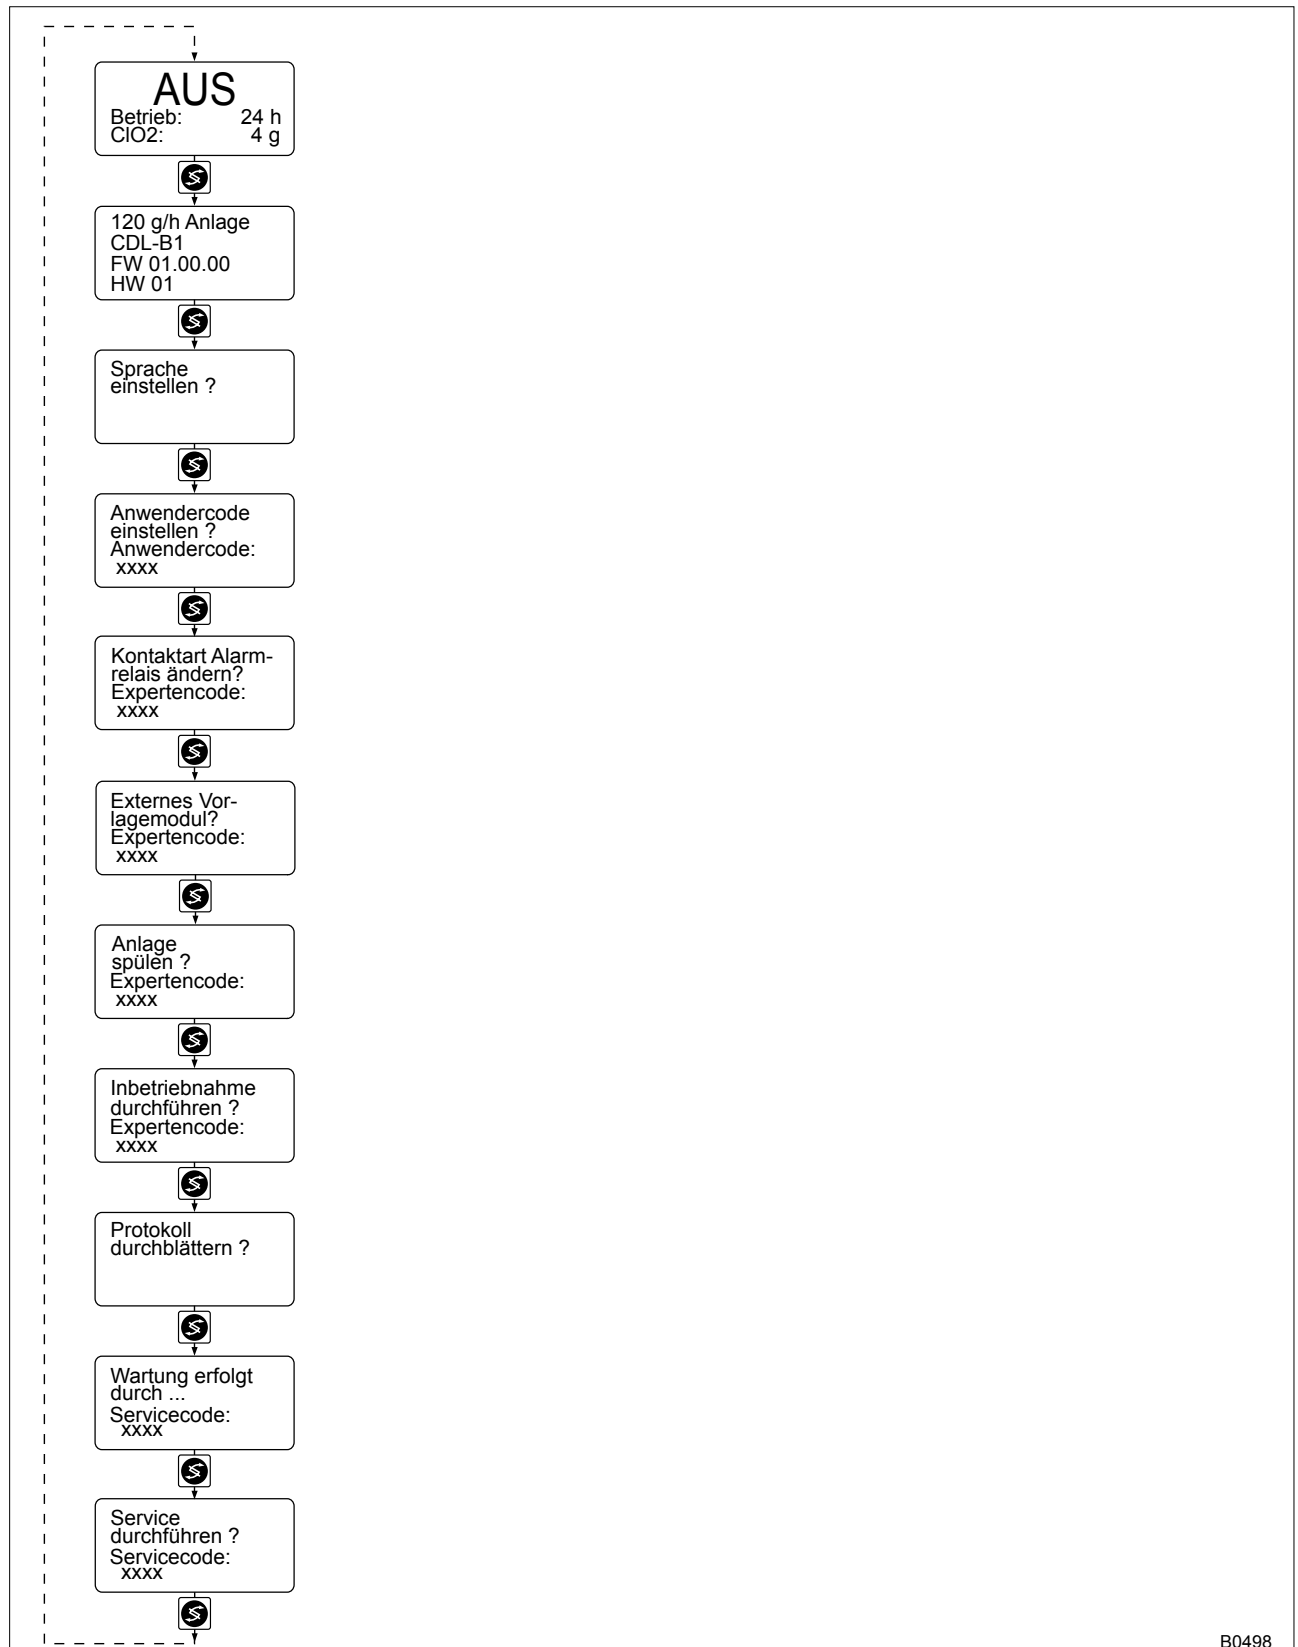 AUS
Betrieb: 24 h
ClO2: 4 g
120 g/h Anlage
CDL-B1
FW 01.00.00
HW 01
Sprache
einstellen ?
Anwendercode
einstellen ?
Anwendercode:
xxxx
Kontaktart Alarm-
relais ändern?
Expertencode:
xxxx
Externes Vor-
lagemodul?
Expertencode:
xxxx
Anlage
spülen ?
Expertencode:
xxxx
Inbetriebnahme
durchführen ?
Expertencode:
xxxx
Protokoll
durchblättern ?
Wartung erfolgt
durch ...
Servicecode:
xxxx
Service
durchführen ?
Servicecode:
xxxx
B0498